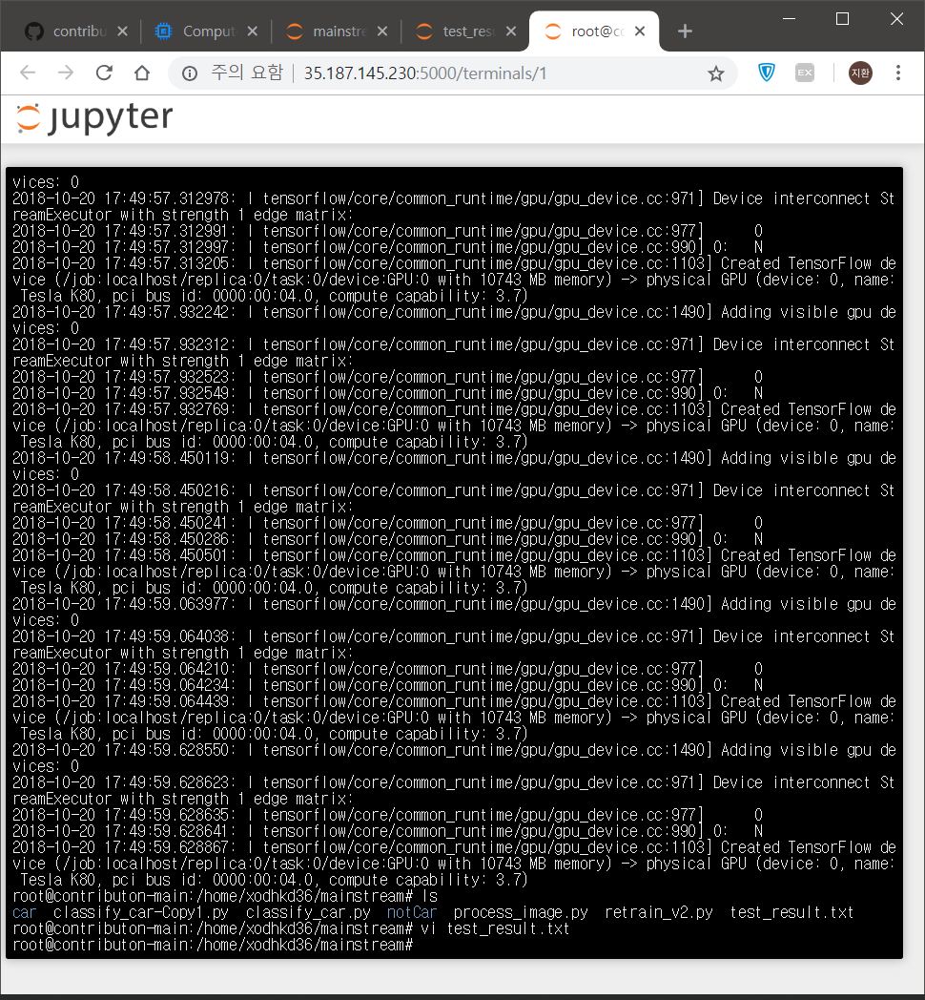 contribu
Comput
mainstre
test_res
root@co
주의 요함 | 35.187.145.230:5000/terminals/1
EX
지환
jupyter
vices: 0
2018-10-20 17:49:57.312978: I tensorflow/core/common_runtime/gpu/gpu_device.cc:971] Device interconnect St
reamExecutor with strength 1 edge matrix:
2018-10-20 17:49:57.312991: I tensorflow/core/common_runtime/gpu/gpu_device.cc:977]      0
2018-10-20 17:49:57.312997: I tensorflow/core/common_runtime/gpu/gpu_device.cc:990] 0:   N
2018-10-20 17:49:57.313205: I tensorflow/core/common_runtime/gpu/gpu_device.cc:1103] Created TensorFlow de
vice (/job:localhost/replica:0/task:0/device:GPU:0 with 10743 MB memory) -> physical GPU (device: 0, name:
 Tesla K80, pci bus id: 0000:00:04.0, compute capability: 3.7)
2018-10-20 17:49:57.932242: I tensorflow/core/common_runtime/gpu/gpu_device.cc:1490] Adding visible gpu de
vices: 0
2018-10-20 17:49:57.932312: I tensorflow/core/common_runtime/gpu/gpu_device.cc:971] Device interconnect St
reamExecutor with strength 1 edge matrix:
2018-10-20 17:49:57.932523: I tensorflow/core/common_runtime/gpu/gpu_device.cc:977]      0
2018-10-20 17:49:57.932549: I tensorflow/core/common_runtime/gpu/gpu_device.cc:990] 0:   N
2018-10-20 17:49:57.932769: I tensorflow/core/common_runtime/gpu/gpu_device.cc:1103] Created TensorFlow de
vice (/job:localhost/replica:0/task:0/device:GPU:0 with 10743 MB memory) -> physical GPU (device: 0, name:
 Tesla K80, pci bus id: 0000:00:04.0, compute capability: 3.7)
2018-10-20 17:49:58.450119: I tensorflow/core/common_runtime/gpu/gpu_device.cc:1490] Adding visible gpu de
vices: 0
2018-10-20 17:49:58.450216: I tensorflow/core/common_runtime/gpu/gpu_device.cc:971] Device interconnect St
reamExecutor with strength 1 edge matrix:
2018-10-20 17:49:58.450241: I tensorflow/core/common_runtime/gpu/gpu_device.cc:977]      0
2018-10-20 17:49:58.450286: I tensorflow/core/common_runtime/gpu/gpu_device.cc:990] 0:   N
2018-10-20 17:49:58.450501: I tensorflow/core/common_runtime/gpu/gpu_device.cc:1103] Created TensorFlow de
vice (/job:localhost/replica:0/task:0/device:GPU:0 with 10743 MB memory) -> physical GPU (device: 0, name:
 Tesla K80, pci bus id: 0000:00:04.0, compute capability: 3.7)
2018-10-20 17:49:59.063977: I tensorflow/core/common_runtime/gpu/gpu_device.cc:1490] Adding visible gpu de
vices: 0
2018-10-20 17:49:59.064038: I tensorflow/core/common_runtime/gpu/gpu_device.cc:971] Device interconnect St
reamExecutor with strength 1 edge matrix:
2018-10-20 17:49:59.064210: I tensorflow/core/common_runtime/gpu/gpu_device.cc:977]      0
2018-10-20 17:49:59.064234: I tensorflow/core/common_runtime/gpu/gpu_device.cc:990] 0:   N
2018-10-20 17:49:59.064439: I tensorflow/core/common_runtime/gpu/gpu_device.cc:1103] Created TensorFlow de
vice (/job:localhost/replica:0/task:0/device:GPU:0 with 10743 MB memory) -> physical GPU (device: 0, name:
 Tesla K80, pci bus id: 0000:00:04.0, compute capability: 3.7)
2018-10-20 17:49:59.628550: I tensorflow/core/common_runtime/gpu/gpu_device.cc:1490] Adding visible gpu de
vices: 0
2018-10-20 17:49:59.628623: I tensorflow/core/common_runtime/gpu/gpu_device.cc:971] Device interconnect St
reamExecutor with strength 1 edge matrix:
2018-10-20 17:49:59.628635: I tensorflow/core/common_runtime/gpu/gpu_device.cc:977]      0
2018-10-20 17:49:59.628641: I tensorflow/core/common_runtime/gpu/gpu_device.cc:990] 0:   N
2018-10-20 17:49:59.628867: I tensorflow/core/common_runtime/gpu/gpu_device.cc:1103] Created TensorFlow de
vice (/job:localhost/replica:0/task:0/device:GPU:0 with 10743 MB memory) -> physical GPU (device: 0, name:
 Tesla K80, pci bus id: 0000:00:04.0, compute capability: 3.7)
root@contributon-main:/home/xodhkd36/mainstream# ls
car  classify_car-Copy1.py  classify_car.py  notCar  process_image.py  retrain_v2.py  test_result.txt
root@contributon-main:/home/xodhkd36/mainstream# vi test_result.txt
root@contributon-main:/home/xodhkd36/mainstream#